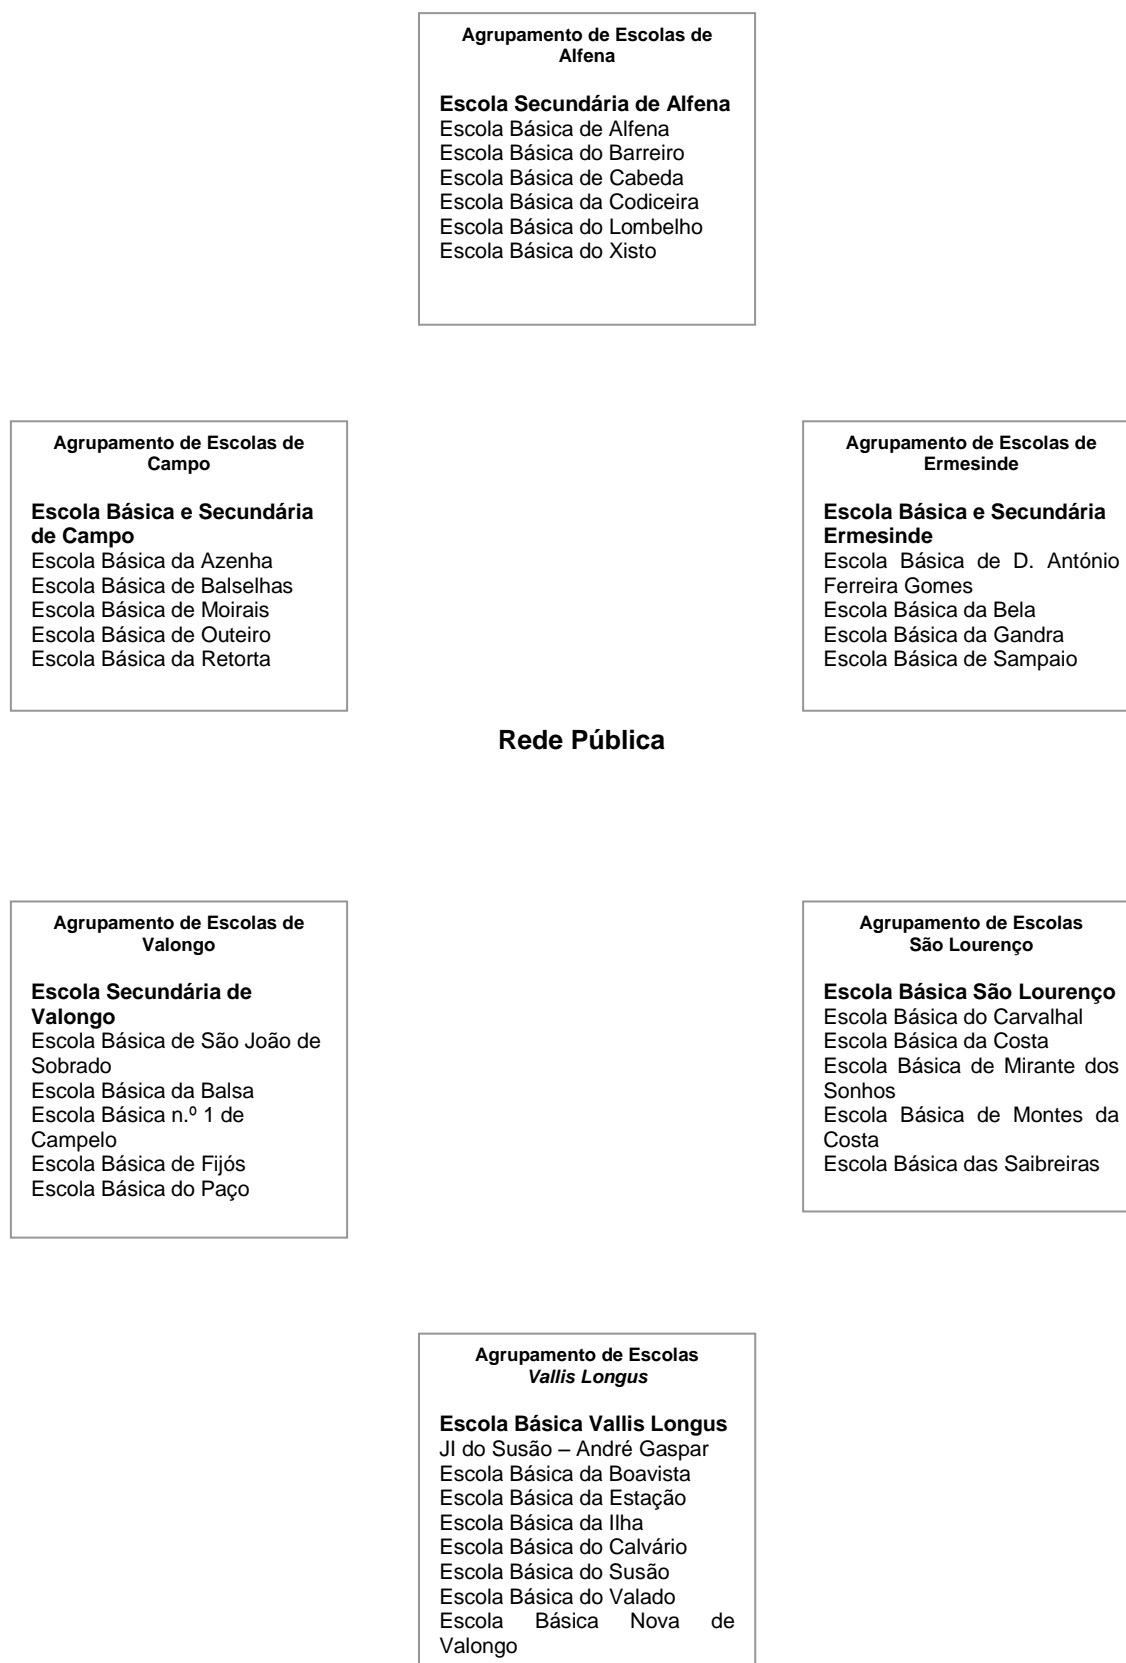 Agrupamento de Escolas de
Alfena
Escola Secundária de Alfena
Escola Básica de Alfena
Escola Básica do Barreiro
Escola Básica de Cabeda
Escola Básica da Codiceira
Escola Básica do Lombelho
Escola Básica do Xisto
Agrupamento de Escolas de
Campo
Escola Básica e Secundária
de Campo
Escola Básica da Azenha
Escola Básica de Balselhas
Escola Básica de Moirais
Escola Básica de Outeiro
Escola Básica da Retorta
Agrupamento de Escolas de
Ermesinde
Escola Básica e Secundária
Ermesinde
Escola Básica de D. António
Ferreira Gomes
Escola Básica da Bela
Escola Básica da Gandra
Escola Básica de Sampaio
Rede Pública
Agrupamento de Escolas de
Valongo
Escola Secundária de
Valongo
Escola Básica de São João de
Sobrado
Escola Básica da Balsa
Escola Básica n.º 1 de
Campelo
Escola Básica de Fijós
Escola Básica do Paço
Agrupamento de Escolas
São Lourenço
Escola Básica São Lourenço
Escola Básica do Carvalhal
Escola Básica da Costa
Escola Básica de Mirante dos
Sonhos
Escola Básica de Montes da
Costa
Escola Básica das Saibreiras
Agrupamento de Escolas
Vallis Longus
Escola Básica Vallis Longus
JI do Susão – André Gaspar
Escola Básica da Boavista
Escola Básica da Estação
Escola Básica da Ilha
Escola Básica do Calvário
Escola Básica do Susão
Escola Básica do Valado
Escola Básica Nova de
Valongo